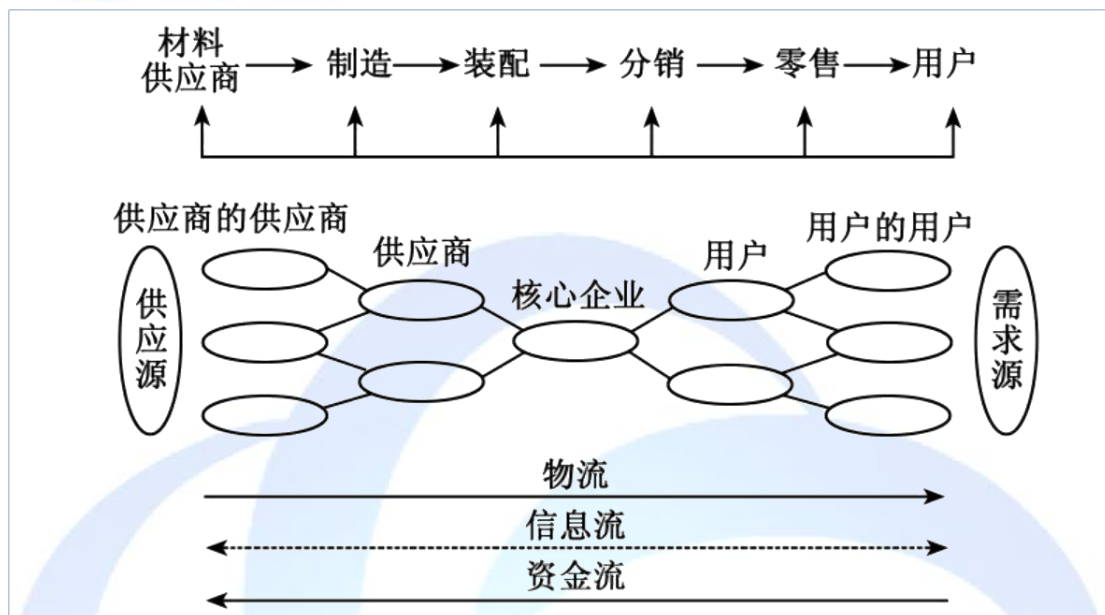 材料
供应商
制造
装配
分销
零售
用户
供应商的供应商
供应商
核心企业
用户
用户的用户
供应源
需求源
物流
信息流
资金流